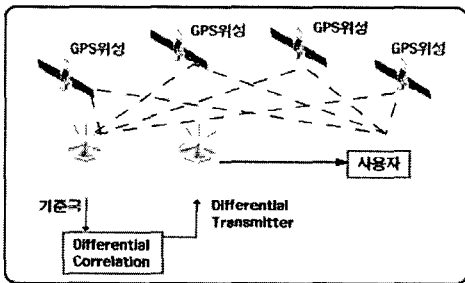 GPS위성
GPS위성
GPS위성
GPS위성
사용자
기준국
Differential
Transmitter
Differential
Correlation